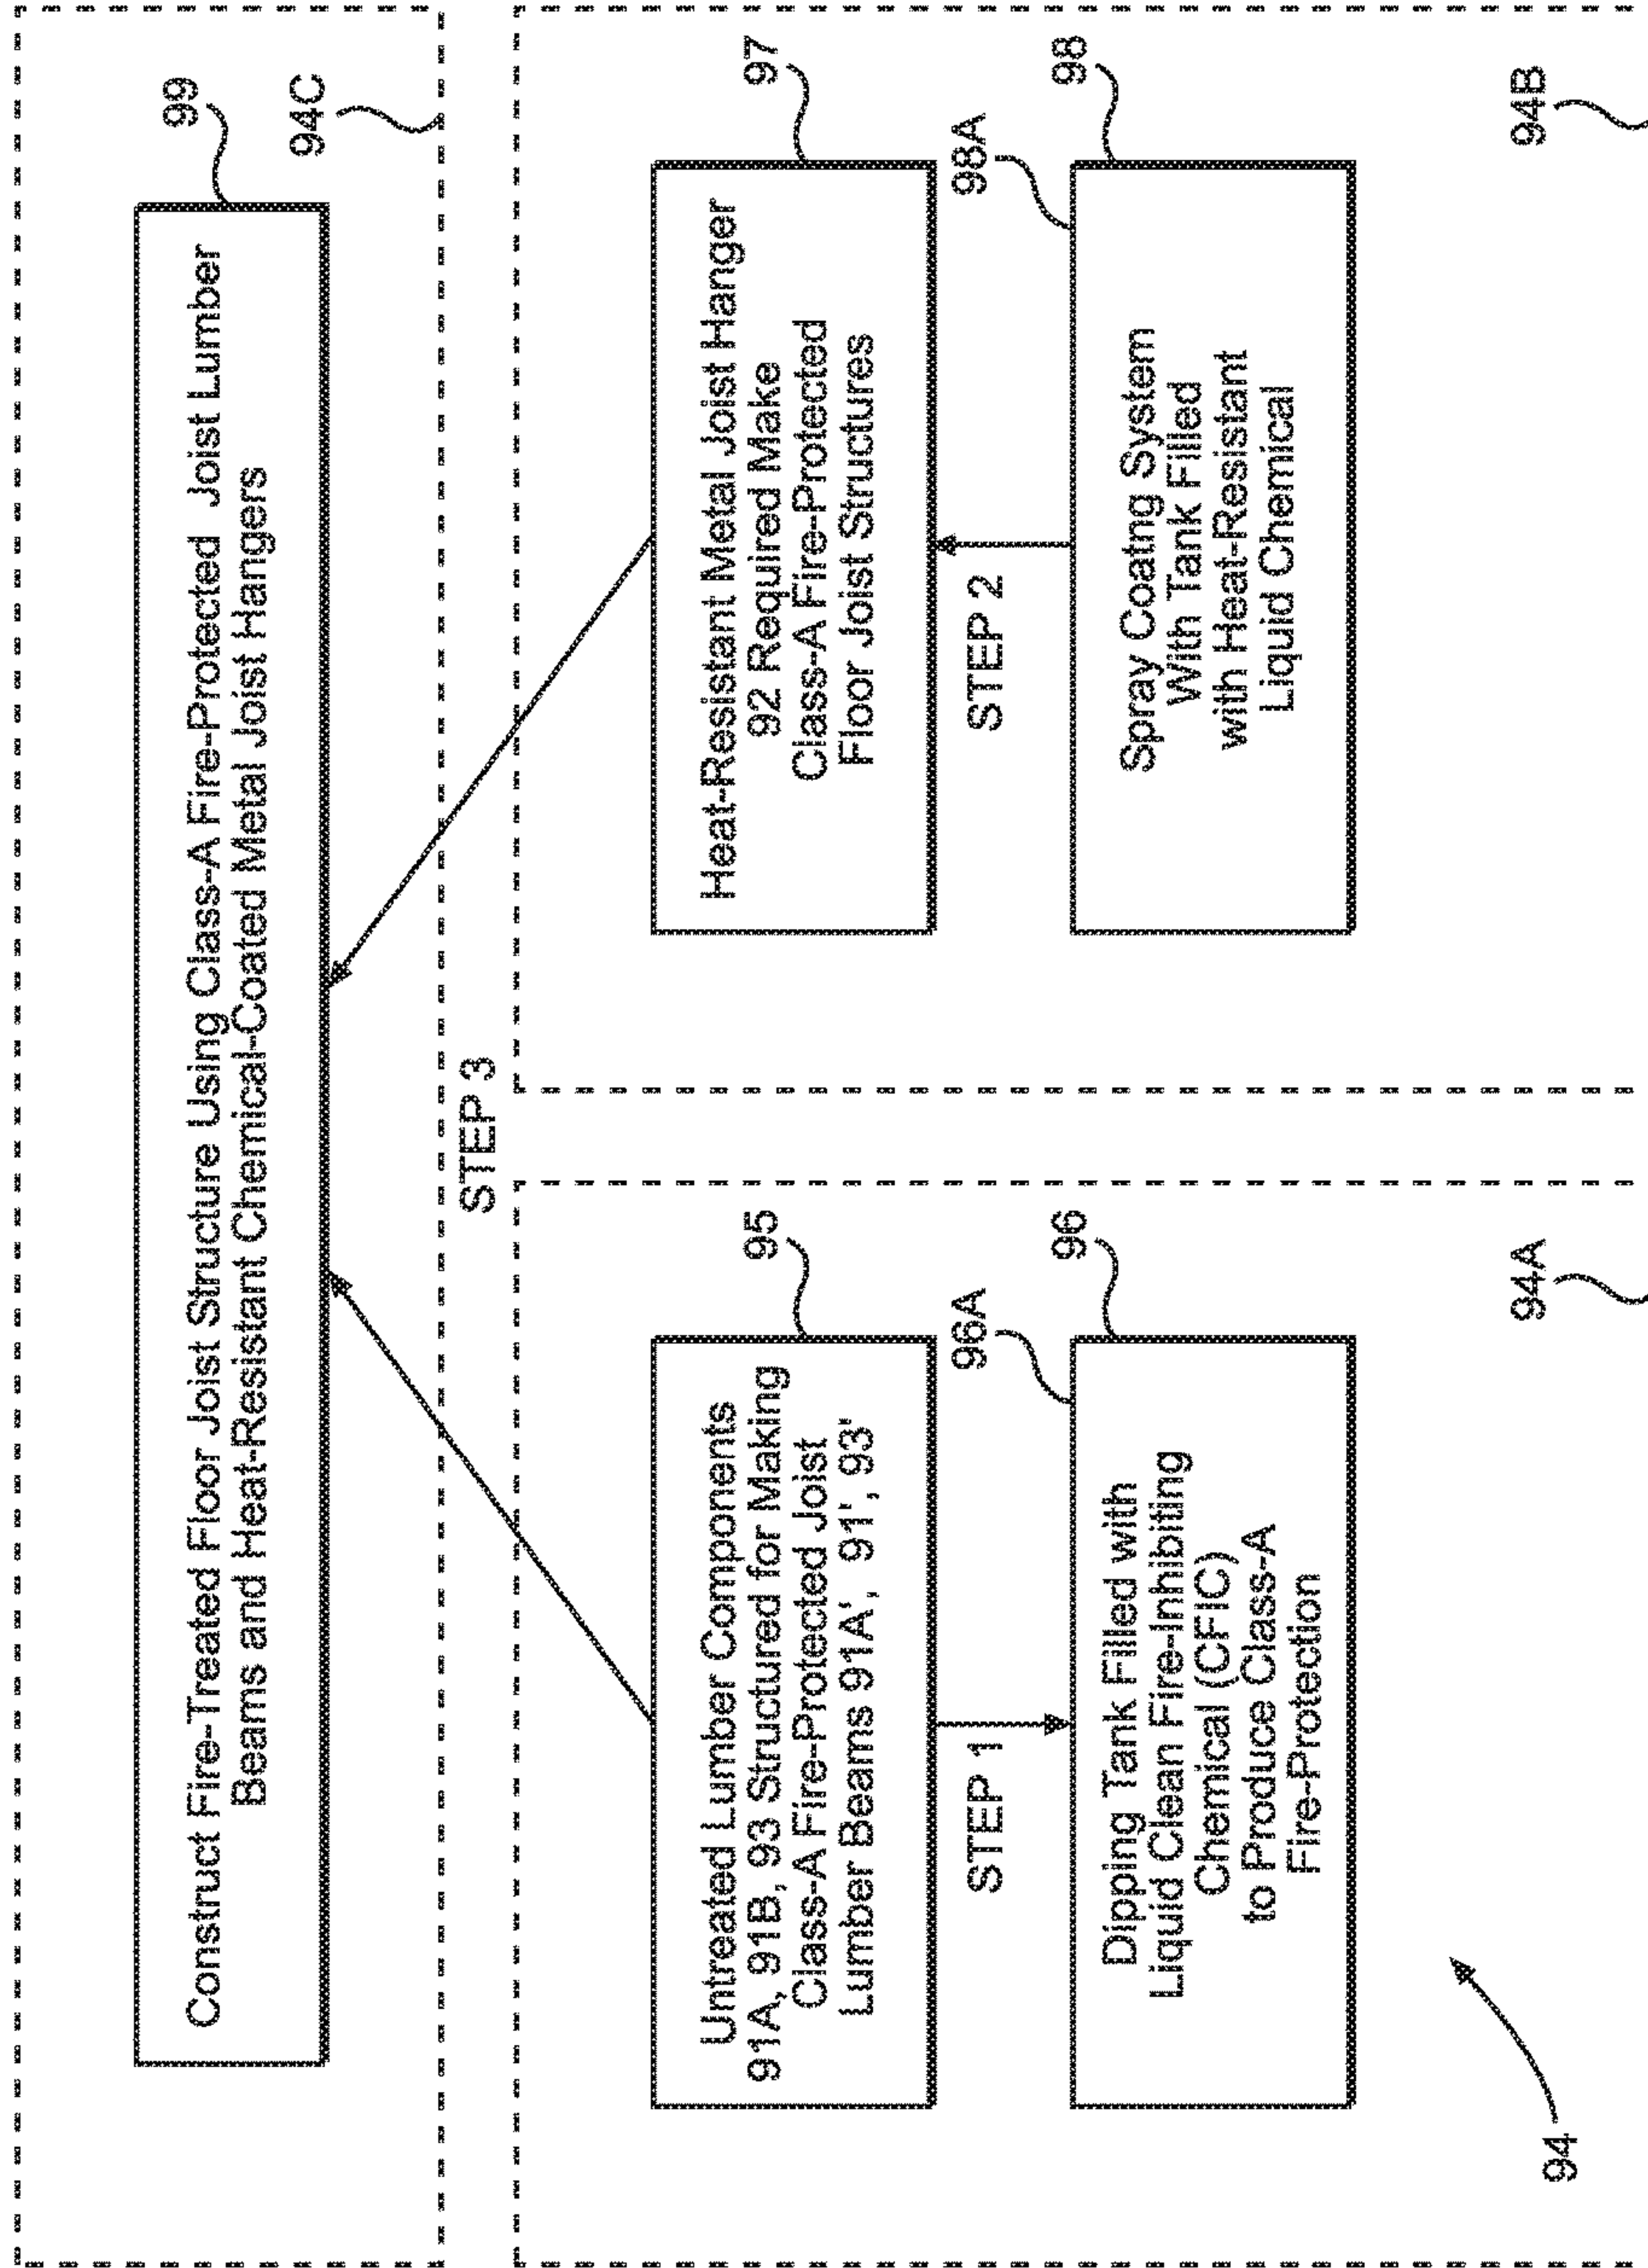 Construct Fire-Treated Floor Joist Structure Using Class-A Fire-Protected Joist Lumber
Beams and Heat-Resistant Chemical-Coated Metal Joist Hangers
99
94C
STEP 3
Untreated Lumber Components
91A, 91B, 93 Structured for Making
Class-A Fire-Protected Joist
Lumber Beams 91A', 91', 93'
95
STEP 1
96A
Dipping Tank Filled with
Liquid Clean Fire-Inhibiting
Chemical (CFIC)
to Produce Class-A
Fire-Protection
96
94
94A
Heat-Resistant Metal Joist Hanger
92 Required Make
Class-A Fire-Protected
Floor Joist Structures
97
STEP 2
98A
Spray Coatng System
With Tank Filled
with Heat-Resistant
Liquid Chemical
98
94B